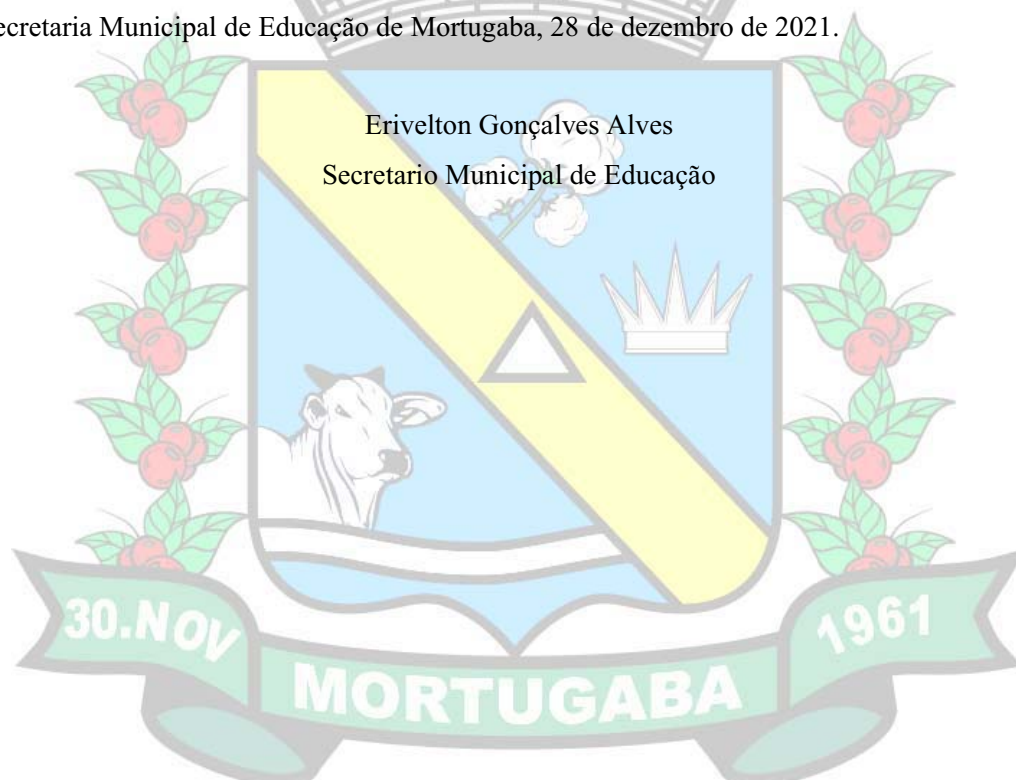 ecretaria Municipal de Educação de Mortugaba, 28 de dezembro de 2021.
Erivelton Gonçalves Alves
Secretario Municipal de Educação
30.NOV
1961
MORTUGABA